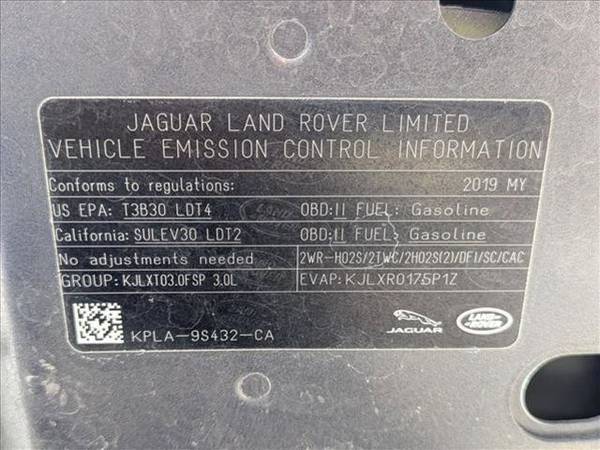 JAGUAR LAND ROVER LIMITED
VEHICLE EMISSION CONTROL INFORMATION
Conforms to regulations: 2019 MY
US EPA: T3B30 LDT4 OBD:II FUEL: Gasoline
California: SULEV30 LDT2 OBD:II FUEL: Gasoline
No adjustments needed 2WR-HO2S/2TWC/2HO2S(2)/DFI/SC/CAC
GROUP: KJLXT03.0FSP 3.0L EVAP: KJLXR0175P1Z
KPLA-9S432-CA
JAGUAR
LAND-
ROVER